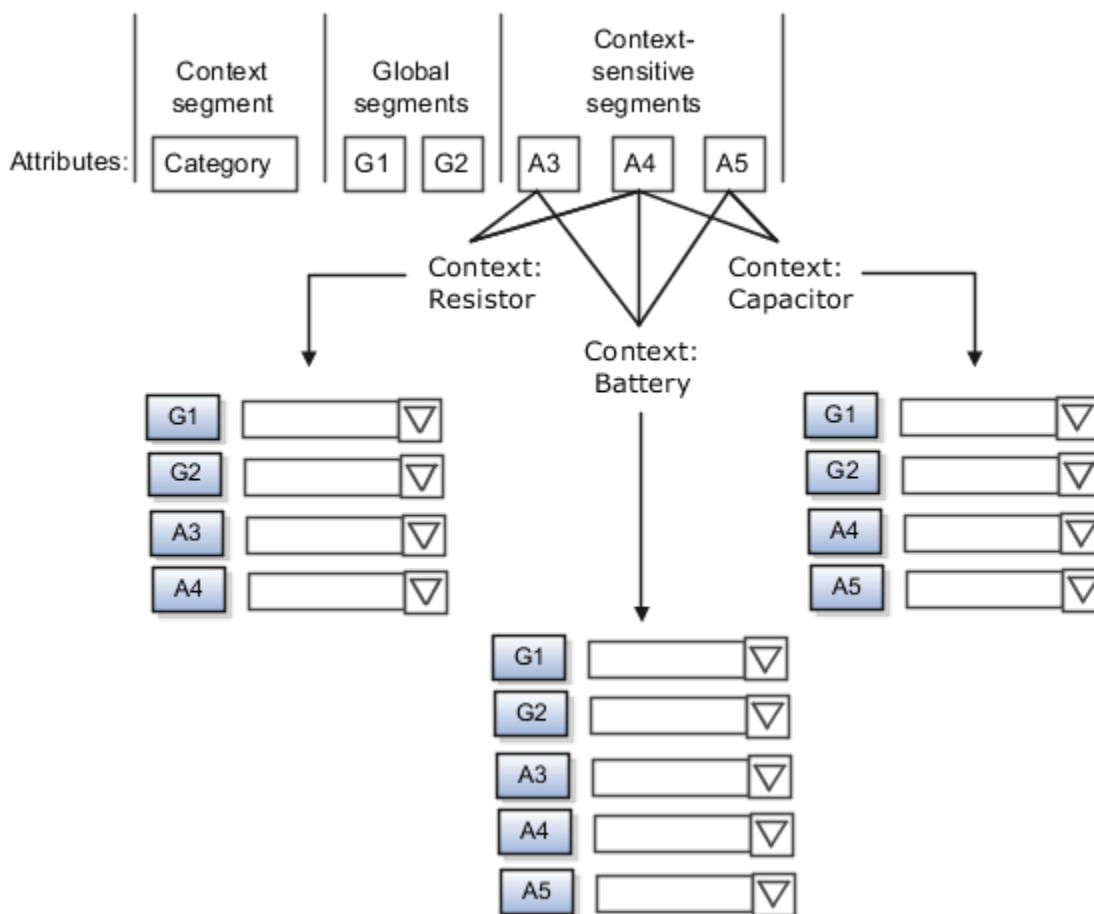 Context
segment
Global
segments
Context-
sensitive
segments
Attributes:
Category
G1
G2
A3
A4
A5
Context:
Resistor
Context:
Capacitor
Context:
Battery
G1
G2
A3
A4
G1
G2
A4
A5
G1
G2
A3
A4
A5